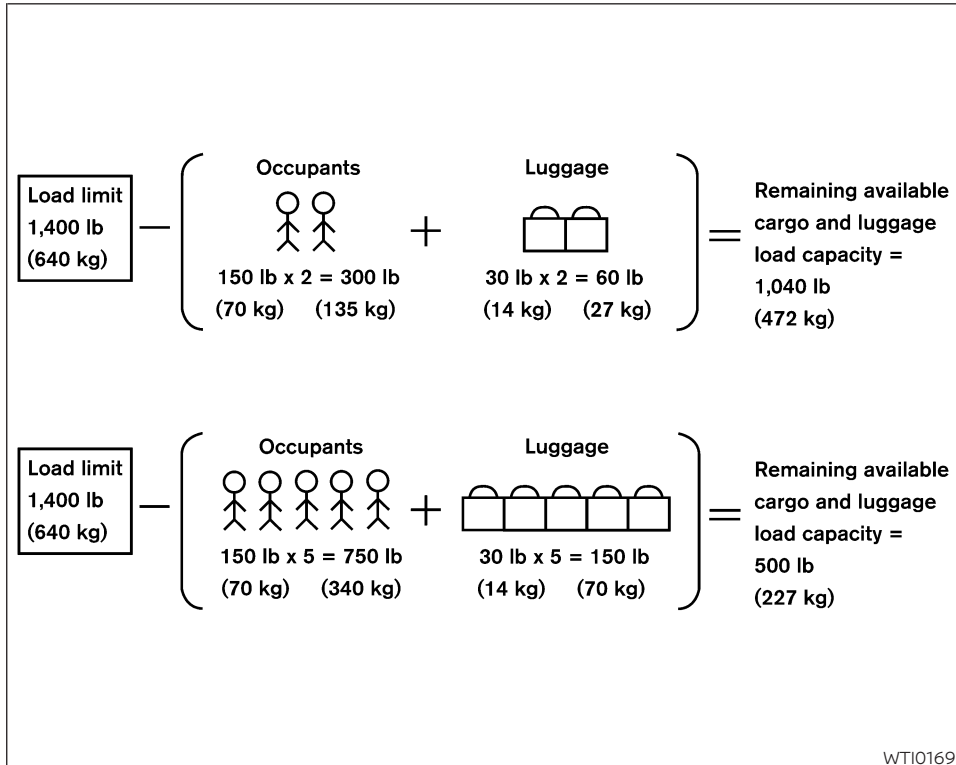 Load limit
1,400 lb
(640 kg)
—
Occupants
150 lb x 2 = 300 lb
(70 kg) (135 kg)
+
Luggage
30 lb x 2 = 60 lb
(14 kg) (27 kg)
=
Remaining available
cargo and luggage
load capacity =
1,040 lb
(472 kg)
Load limit
1,400 lb
(640 kg)
—
Occupants
150 lb x 5 = 750 lb
(70 kg) (340 kg)
+
Luggage
30 lb x 5 = 150 lb
(14 kg) (70 kg)
=
Remaining available
cargo and luggage
load capacity =
500 lb
(227 kg)
WTI0169